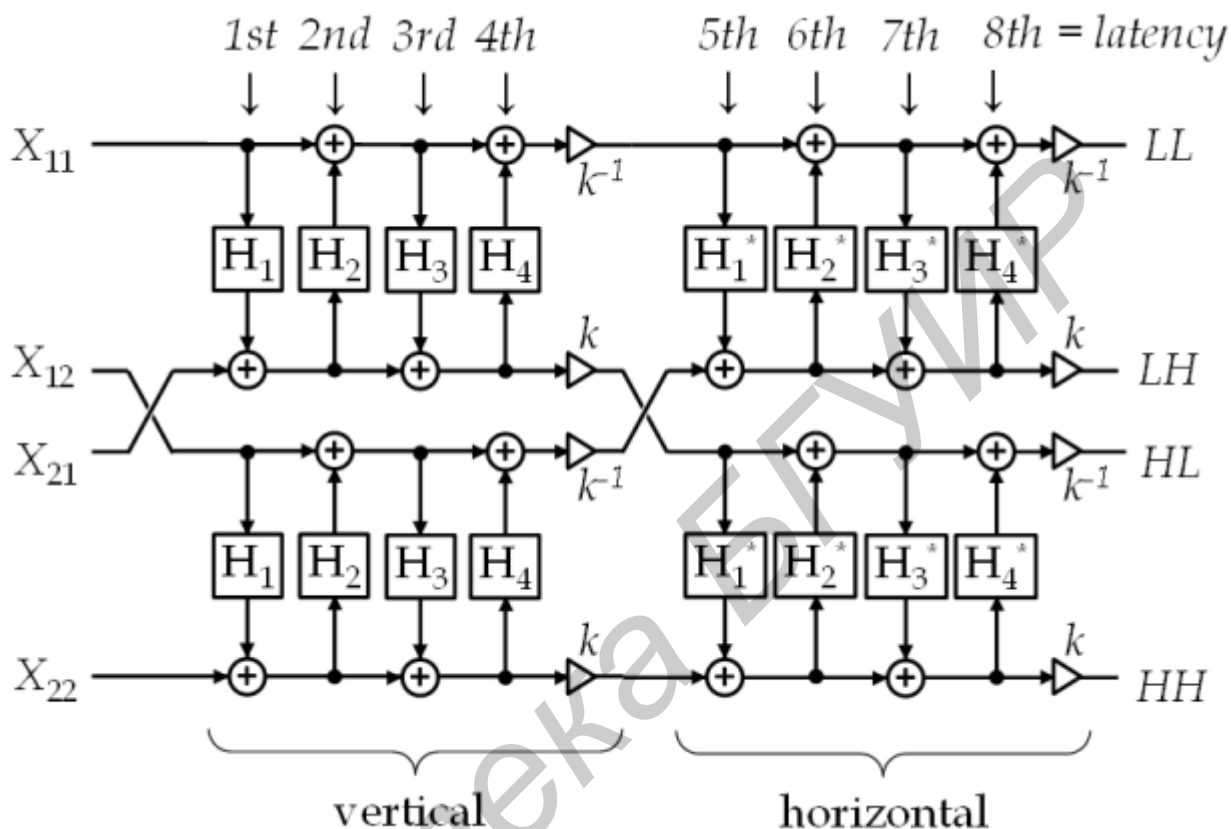 1st 2nd 3rd 4th 5th 6th 7th 8th = latency
X11 k-1 k-1 LL
H1 H2 H3 H4 H1* H2* H3* H4*
X12 k k LH
X21 k-1 k-1 HL
H1 H2 H3 H4 H1* H2* H3* H4*
X22 k k HH
vertical horizontal
ека БГУИР